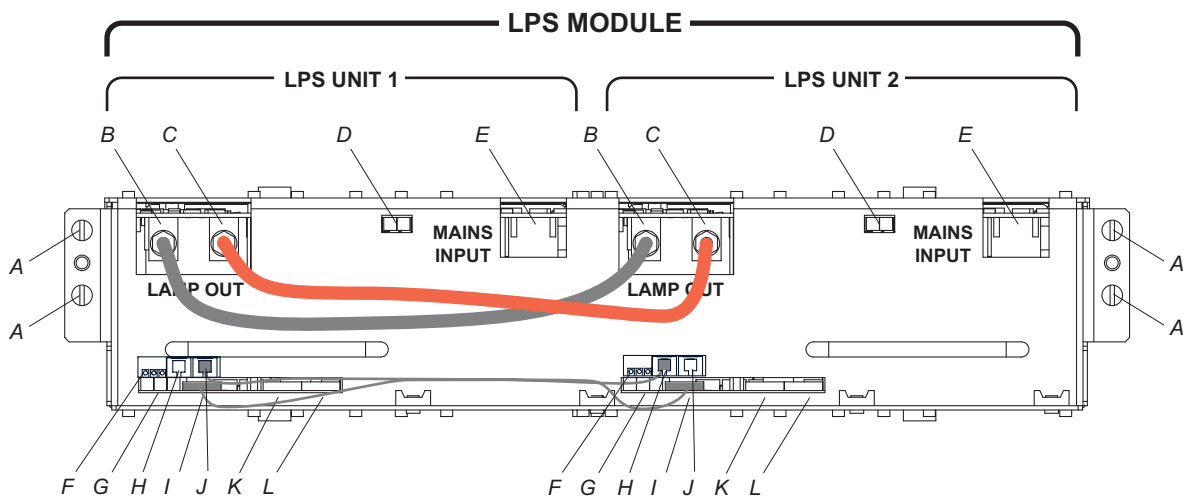 LPS MODULE
LPS UNIT 1
LPS UNIT 2
B C D E B C D E
A
A
MAINS
INPUT
MAINS
INPUT
A
A
LAMP OUT
LAMP OUT
F G H I J K L
F G H I J K L